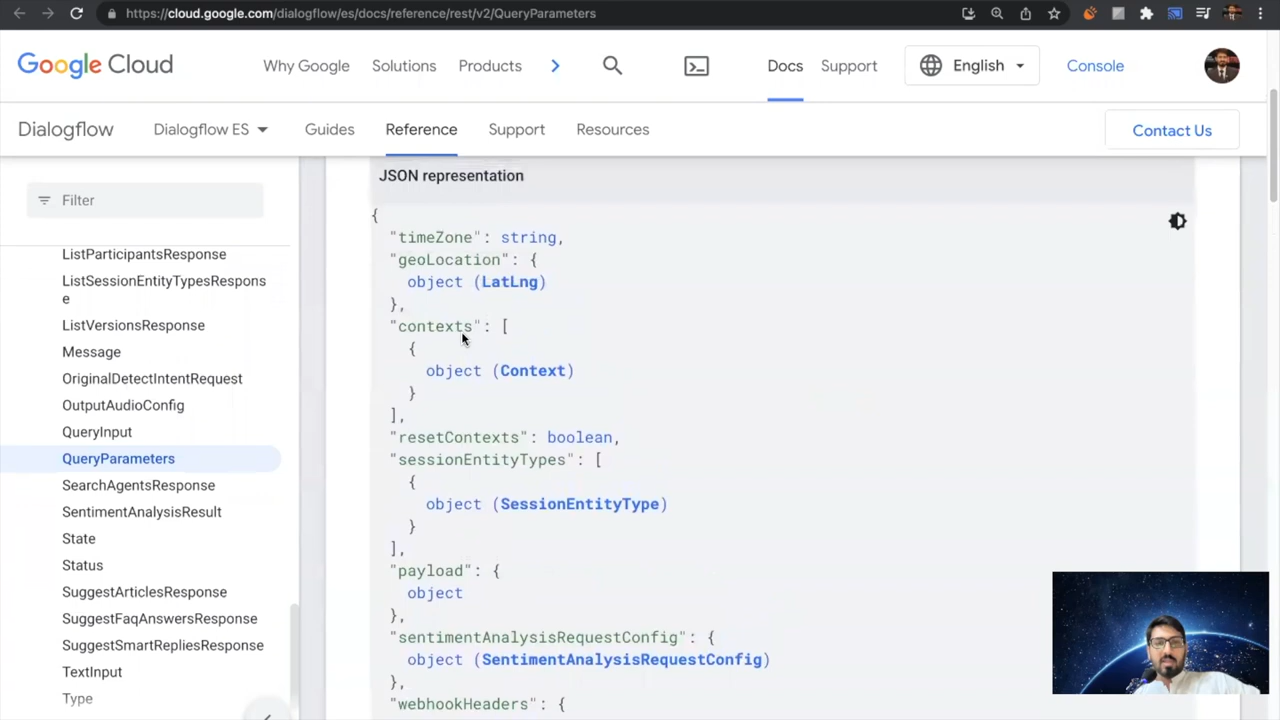 https://cloud.google.com/dialogflow/es/docs/reference/rest/v2/QueryParameters
Google Cloud
Why Google
Solutions
Products
Docs
Support
English
Console
Dialogflow
Dialogflow ES
Guides
Reference
Support
Resources
Contact Us
Filter
ListParticipantsResponse
ListSessionEntityTypesRespons
e
ListVersionsResponse
Message
OriginalDetectIntentRequest
OutputAudioConfig
QueryInput
QueryParameters
SearchAgentsResponse
SentimentAnalysisResult
State
Status
SuggestArticlesResponse
SuggestFaqAnswersResponse
SuggestSmartRepliesResponse
TextInput
Type
JSON representation
{
"timeZone": string,
"geoLocation": {
object (LatLng)
},
"contexts": [
{
object (Context)
}
],
"resetContexts": boolean,
"sessionEntityTypes": [
{
object (SessionEntityType)
}
],
"payload": {
object
},
"sentimentAnalysisRequestConfig": {
object (SentimentAnalysisRequestConfig)
},
"webhookHeaders": {